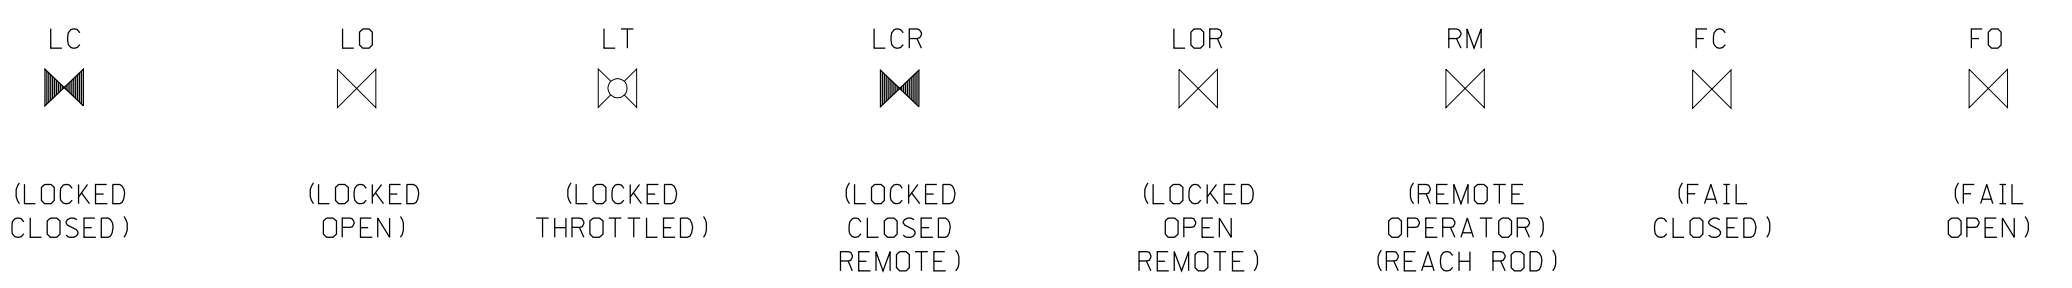 LC
LO
LT
LCR
LOR
RM
FC
FO
(LOCKED
CLOSED)
(LOCKED
OPEN)
(LOCKED
THROTTLED)
(LOCKED
CLOSED
REMOTE)
(LOCKED
OPEN
REMOTE)
(REMOTE
OPERATOR)
(REACH ROD)
(FAIL
CLOSED)
(FAIL
OPEN)